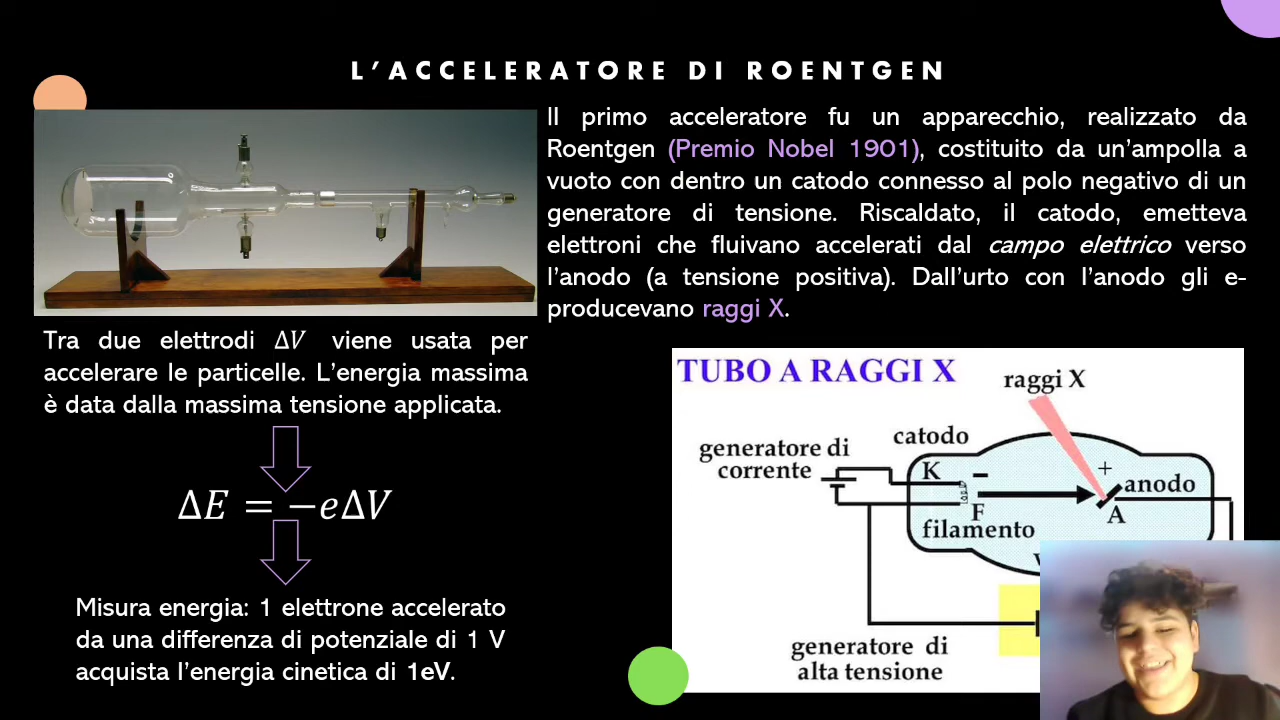 L'ACCELERATORE DI ROENTGEN
Il primo acceleratore fu un apparecchio, realizzato da
Roentgen (Premio Nobel 1901), costituito da un'ampolla a
vuoto con dentro un catodo connesso al polo negativo di un
generatore di tensione. Riscaldato, il catodo, emetteva
elettroni che fluivano accelerati dal campo elettrico verso
l'anodo (a tensione positiva). Dall'urto con l'anodo gli e-
producevano raggi X.
Tra due elettrodi ΔV viene usata per
accelerare le particelle. L'energia massima
è data dalla massima tensione applicata.
ΔE = −eΔV
Misura energia: 1 elettrone accelerato
da una differenza di potenziale di 1 V
acquista l'energia cinetica di 1eV.
TUBO A RAGGI X
raggi X
catodo
generatore di
corrente
K
−
+
anodo
F
A
filamento
generatore di
alta tensione